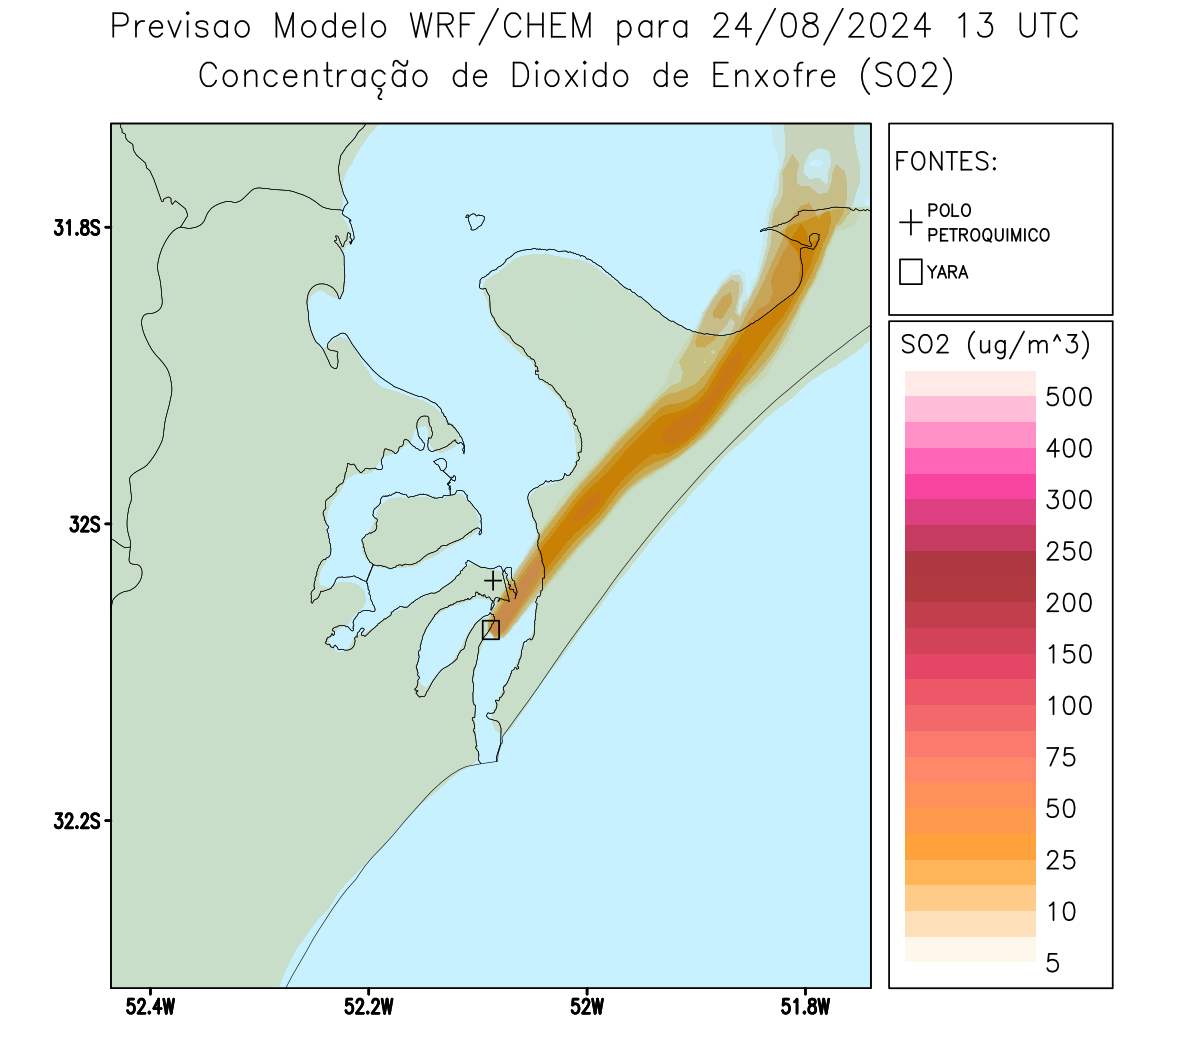 Previsao Modelo WRF/CHEM para 24/08/2024 13 UTC
Concentração de Dioxido de Enxofre (SO2)
FONTES:
POLO
PETROQUIMICO
YARA
SO2 (ug/m^3)
500
400
300
250
200
150
100
75
50
25
10
5
31.8S
32S
32.2S
52.4W
52.2W
52W
51.8W